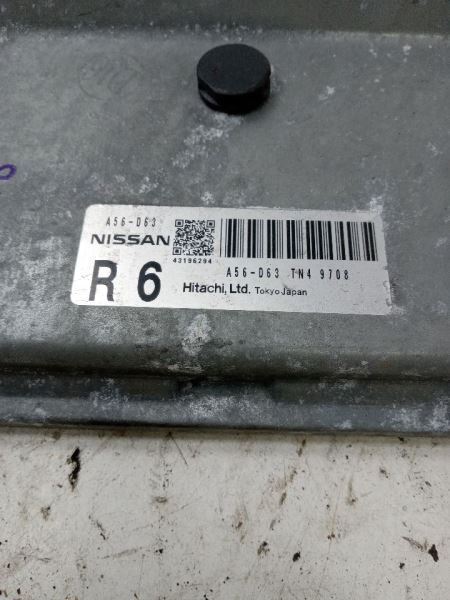 A56-D63
NISSAN
43196294
A56-D63 TN4 9708
R 6
Hitachi, Ltd. Tokyo Japan